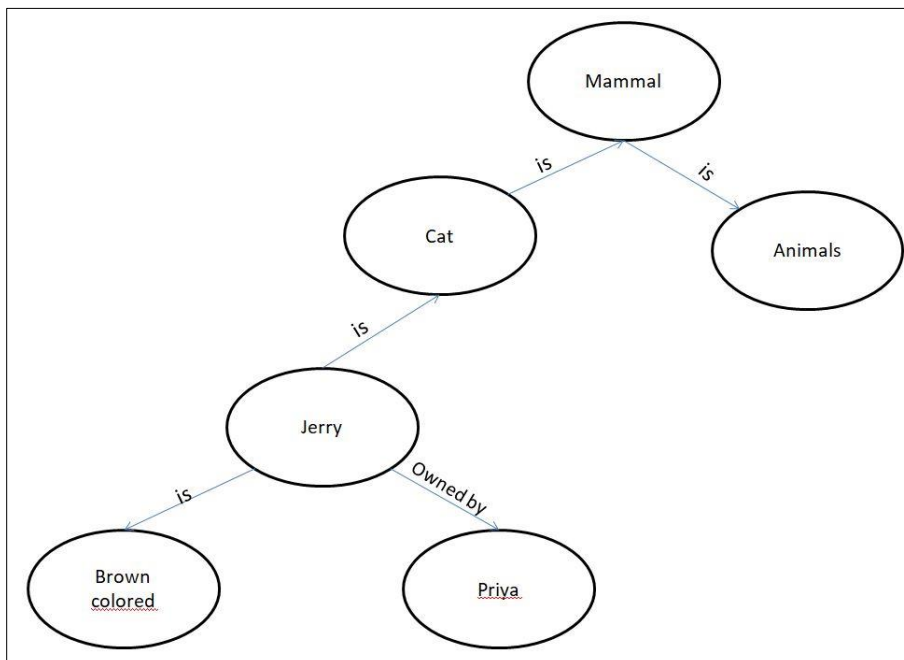 Mammal
is
is
Cat
Animals
is
Jerry
is
Owned by
Brown
colored
Priya